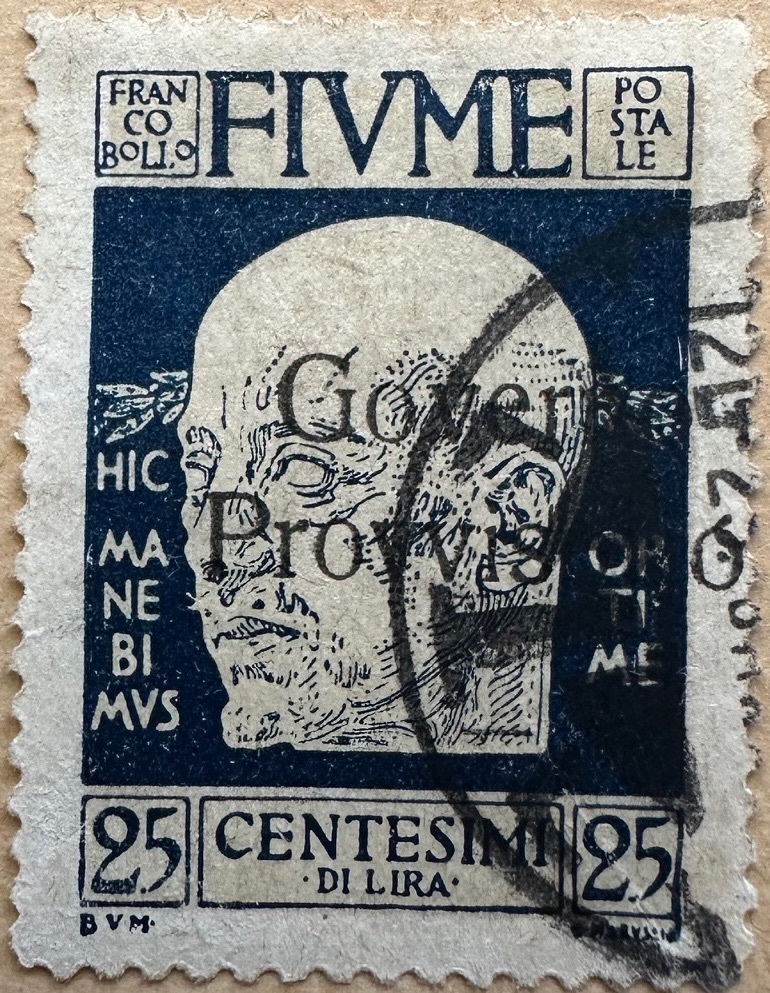 FRAN
CO
BOLLO
FIVME
PO
STA
LE
Govern
Provvis
HIC
MA
NE
BI
MVS
OP
TI
ME
25
CENTESIMI
DI LIRA
25
BVM.